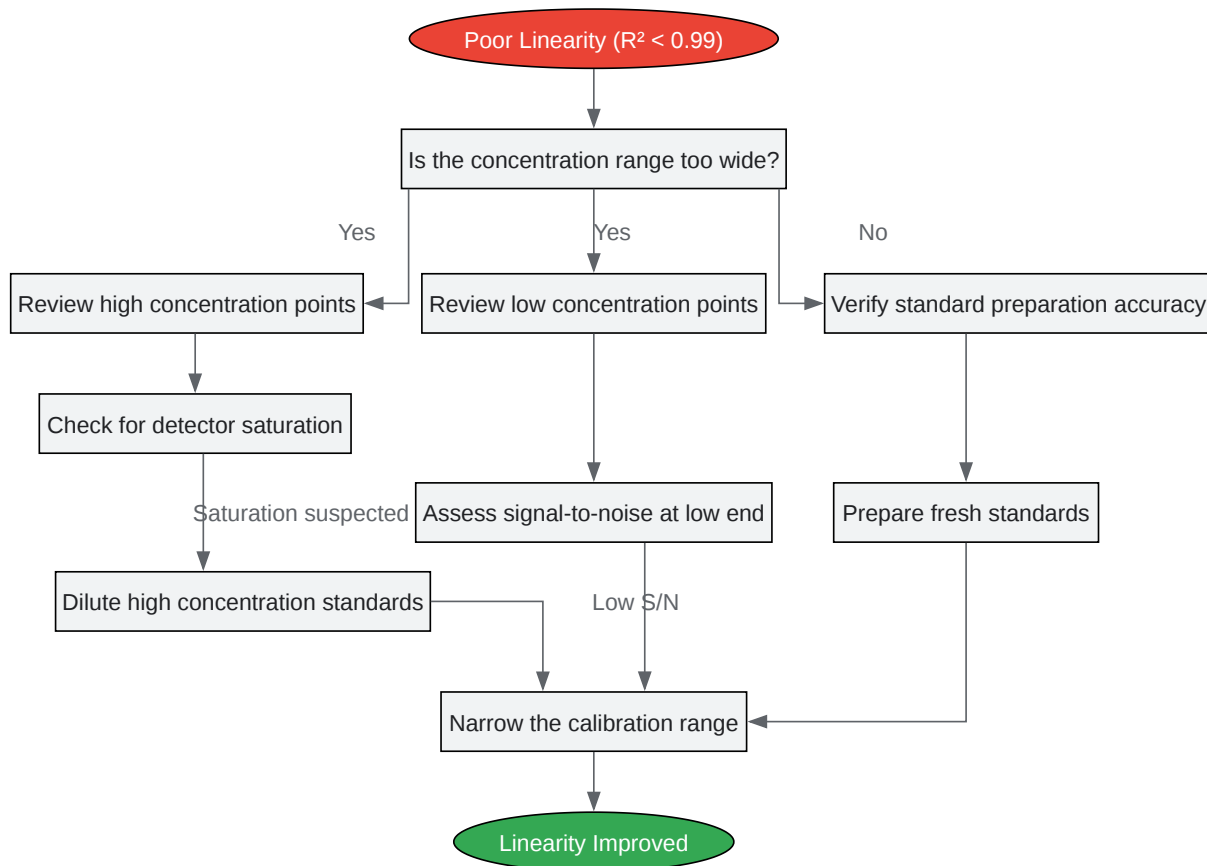 Poor Linearity (R² < 0.99)
Is the concentration range too wide?
Yes
Yes
No
Review high concentration points
Review low concentration points
Verify standard preparation accuracy
Check for detector saturation
Saturation suspected
Assess signal-to-noise at low end
Prepare fresh standards
Dilute high concentration standards
Low S/N
Narrow the calibration range
Linearity Improved